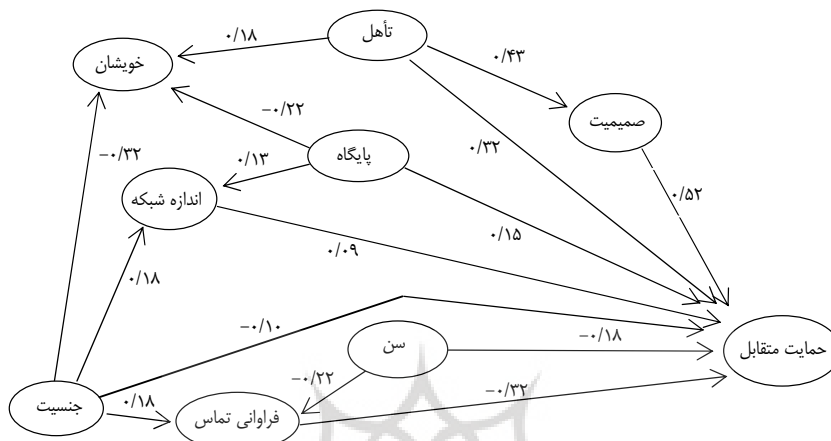 تأهل
۰/۱۸
خویشان
۰/۴۳
-۰/۲۲
صمیمیت
۰/۳۲
پایگاه
-۰/۳۲
۰/۱۳
اندازه شبکه
۰/۵۲
۰/۱۵
۰/۰۹
۰/۱۸
-۰/۱۰
سن
-۰/۱۸
حمایت متقابل
-۰/۲۲
-۰/۳۲
جنسیت
۰/۱۸
فراوانی تماس